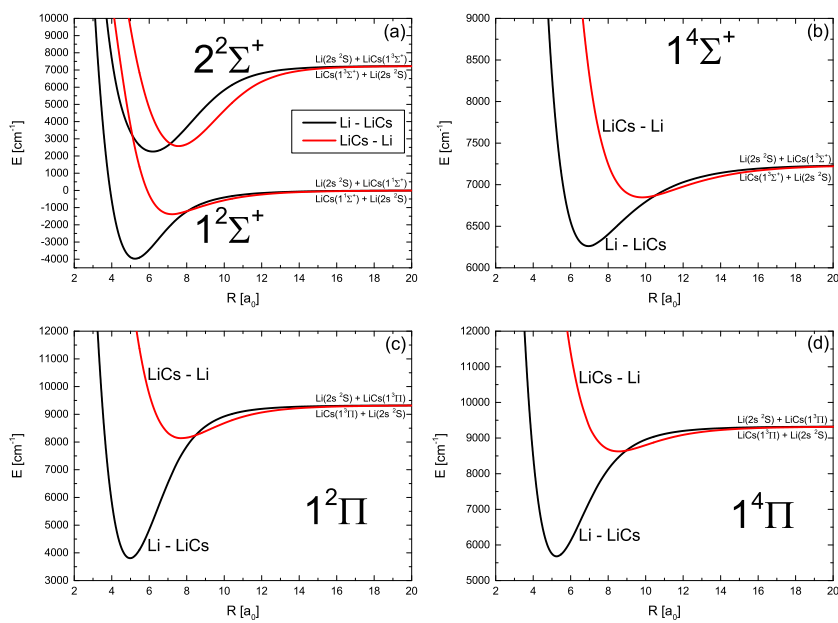 (a)
2²Σ⁺
Li(2s ²S) + LiCs(1³Σ⁺)
LiCs(1³Σ⁺) + Li(2s ²S)
Li - LiCs
LiCs - Li
Li(2s ²S) + LiCs(1¹Σ⁺)
LiCs(1¹Σ⁺) + Li(2s ²S)
1²Σ⁺
E [cm⁻¹]
10000
9000
8000
7000
6000
5000
4000
3000
2000
1000
0
-1000
-2000
-3000
-4000
2 4 6 8 10 12 14 16 18 20
R [a₀]
(b)
1⁴Σ⁺
LiCs - Li
Li(2s ²S) + LiCs(1³Σ⁺)
LiCs(1³Σ⁺) + Li(2s ²S)
Li - LiCs
E [cm⁻¹]
9000
8250
7500
6750
6000
2 4 6 8 10 12 14 16 18 20
R [a₀]
(c)
LiCs - Li
Li(2s ²S) + LiCs(1³Π)
LiCs(1³Π) + Li(2s ²S)
1²Π
Li - LiCs
E [cm⁻¹]
12000
11000
10000
9000
8000
7000
6000
5000
4000
3000
2 4 6 8 10 12 14 16 18 20
R [a₀]
(d)
LiCs - Li
Li(2s ²S) + LiCs(1³Π)
LiCs(1³Π) + Li(2s ²S)
1⁴Π
Li - LiCs
E [cm⁻¹]
12000
11000
10000
9000
8000
7000
6000
5000
2 4 6 8 10 12 14 16 18 20
R [a₀]